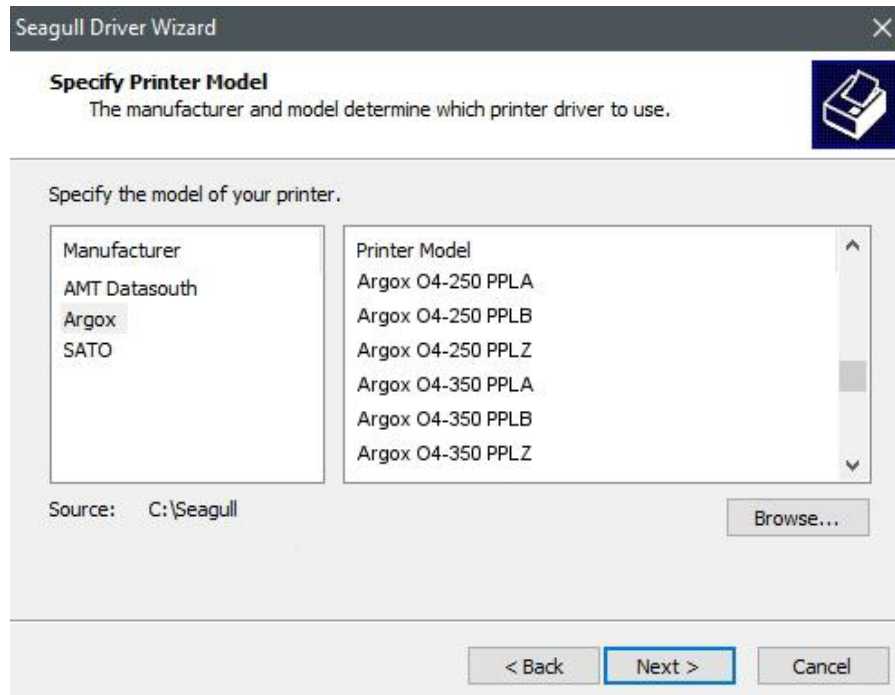 Seagull Driver Wizard
Specify Printer Model
The manufacturer and model determine which printer driver to use.
Specify the model of your printer.
Manufacturer
AMT Datasouth
Argox
SATO
Printer Model
Argox O4-250 PPLA
Argox O4-250 PPLB
Argox O4-250 PPLZ
Argox O4-350 PPLA
Argox O4-350 PPLB
Argox O4-350 PPLZ
Source: C:\Seagull
Browse...
< Back
Next >
Cancel